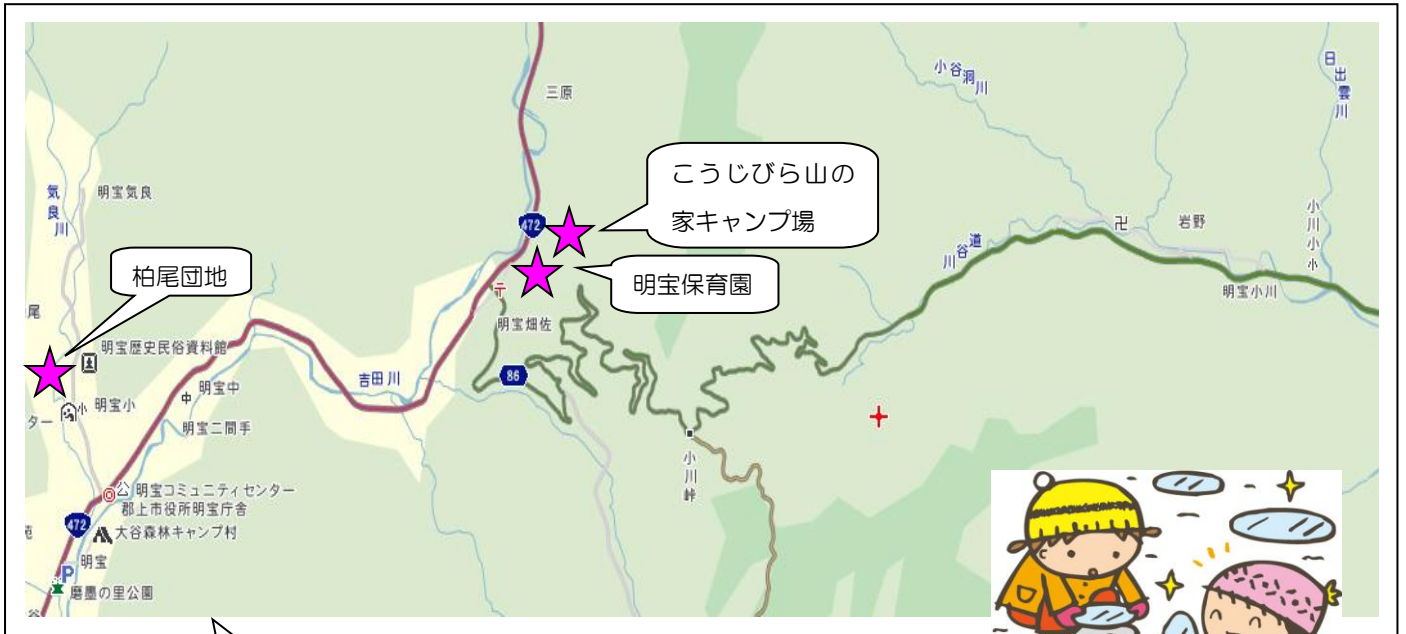 三原
小谷洞川
日出雲川
こうじびら山の
家キャンプ場
気良川
明宝気良
472
岩野
小川小
小
柏尾団地
明宝保育園
川谷道
明宝小川
尾
〒
明宝畑佐
明宝歴史民俗資料館
吉田川
86
中 明宝中
小 明宝小
ター
明宝二間手
小川峠
公 明宝コミュニティセンター
郡上市役所明宝庁舎
472
大谷森林キャンプ村
明宝
P
磨墨の里公園